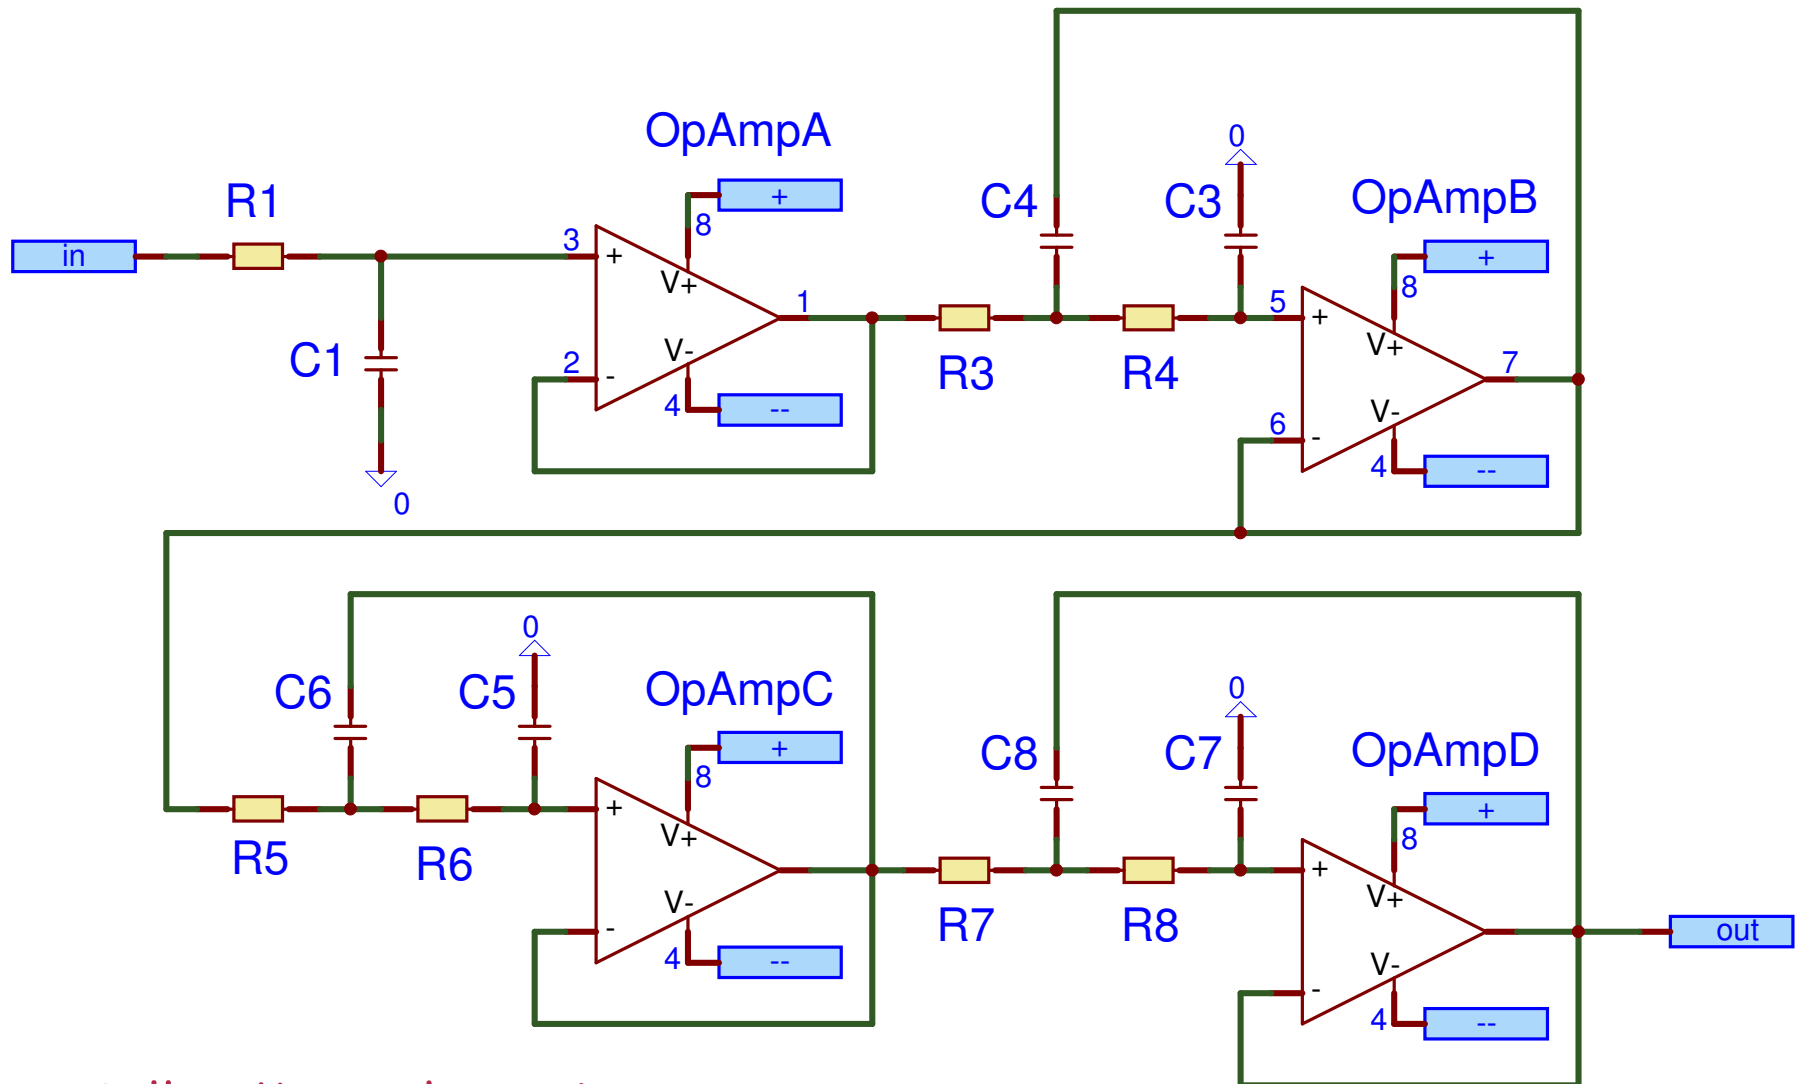 OpAmpA
0
R1
+
C4
C3
OpAmpB
8
in
3
+
V+
+
8
1
5
+
V+
C1
2
-
V-
4
--
R3
R4
7
6
-
V-
4
--
0
0
C6
C5
OpAmpC
+
8
0
C8
C7
OpAmpD
+
V+
+
8
R5
R6
-
V-
4
--
R7
R8
+
V+
out
-
V-
4
--